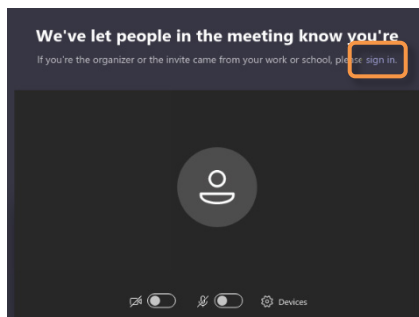 We've let people in the meeting know you're
If you're the organizer or the invite came from your work or school, please sign in.
Devices